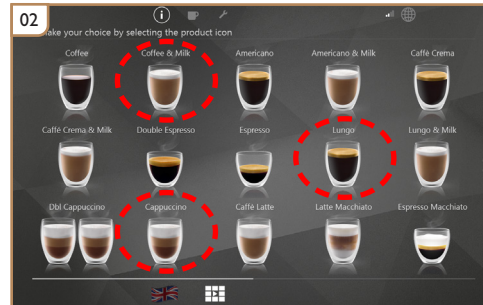 02
Make your choice by selecting the product icon
Coffee
Coffee & Milk
Americano
Americano & Milk
Caffè Crema
Caffè Crema & Milk
Double Espresso
Espresso
Lungo
Lungo & Milk
Dbl Cappuccino
Cappuccino
Caffè Latte
Latte Macchiato
Espresso Macchiato